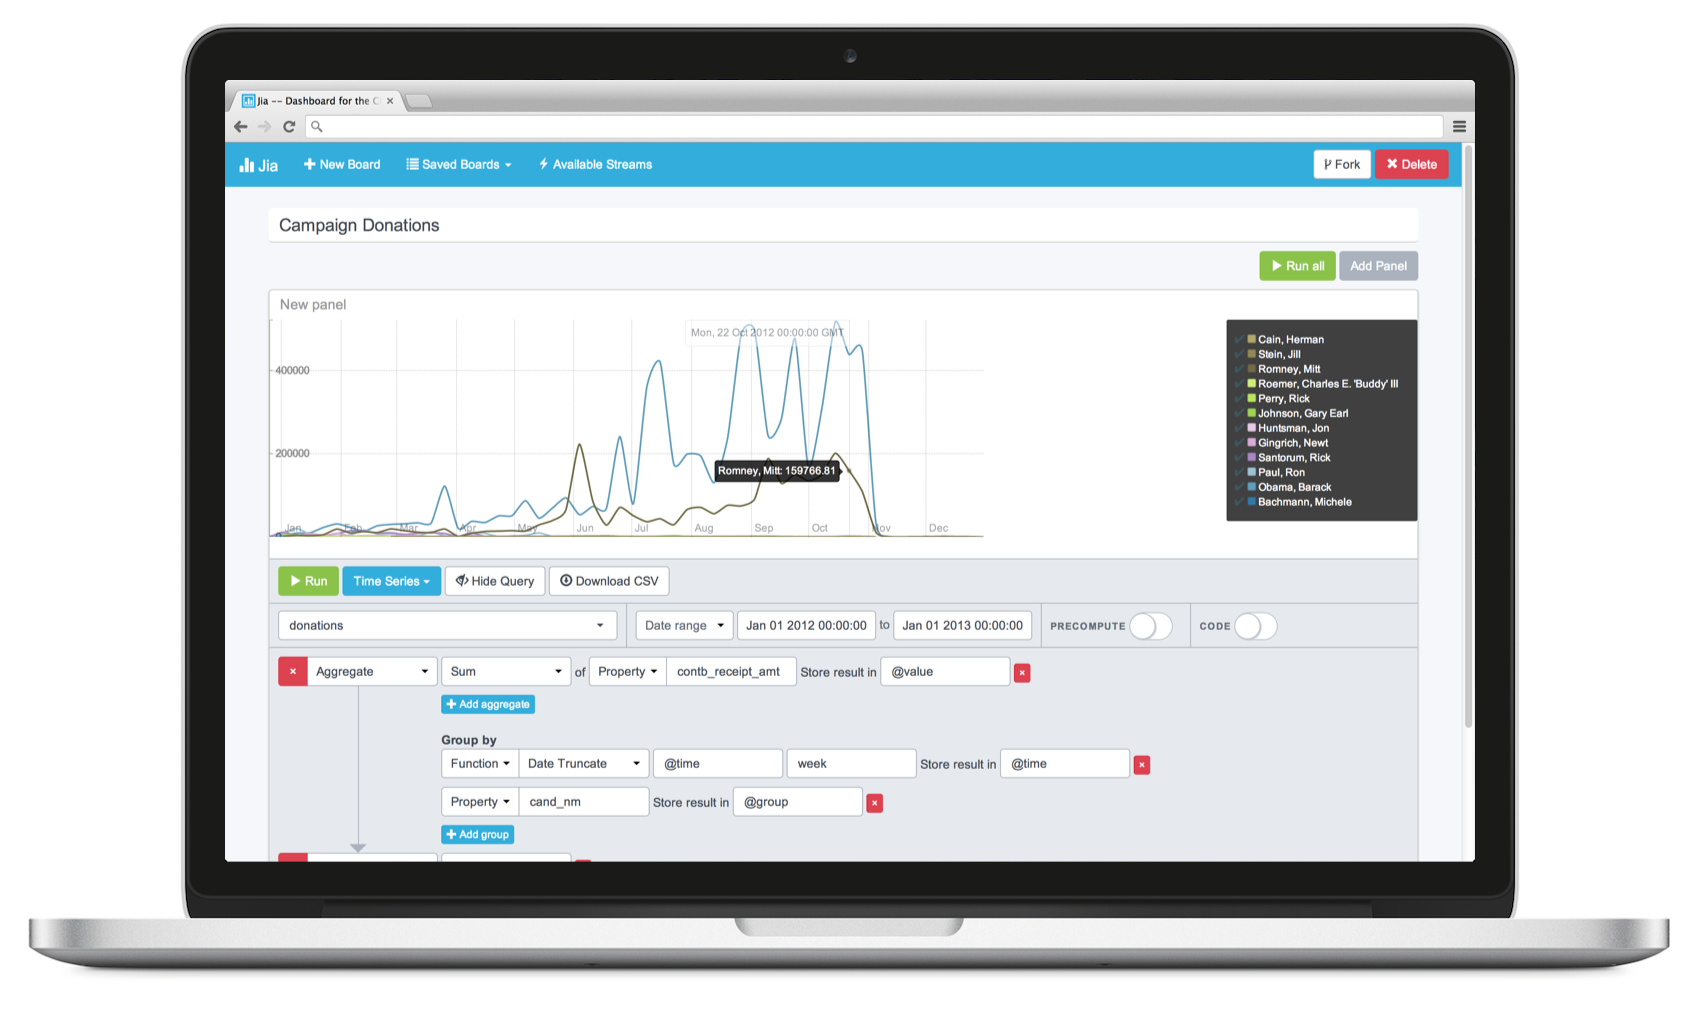 Jia -- Dashboard for the C
Jia New Board Saved Boards Available Streams Fork Delete
Campaign Donations
Run all Add Panel
New panel
Mon, 22 Oct 2012 00:00:00 GMT
400000
200000
Romney, Mitt: 159766.81
0
Jan Feb Mar Apr May Jun Jul Aug Sep Oct Nov Dec
Cain, Herman
Stein, Jill
Romney, Mitt
Roemer, Charles E. 'Buddy' III
Perry, Rick
Johnson, Gary Earl
Huntsman, Jon
Gingrich, Newt
Santorum, Rick
Paul, Ron
Obama, Barack
Bachmann, Michele
Run Time Series Hide Query Download CSV
donations Date range Jan 01 2012 00:00:00 to Jan 01 2013 00:00:00 PRECOMPUTE CODE
Aggregate Sum of Property contb_receipt_amt Store result in @value
Add aggregate
Group by
Function Date Truncate @time week Store result in @time
Property cand_nm Store result in @group
Add group